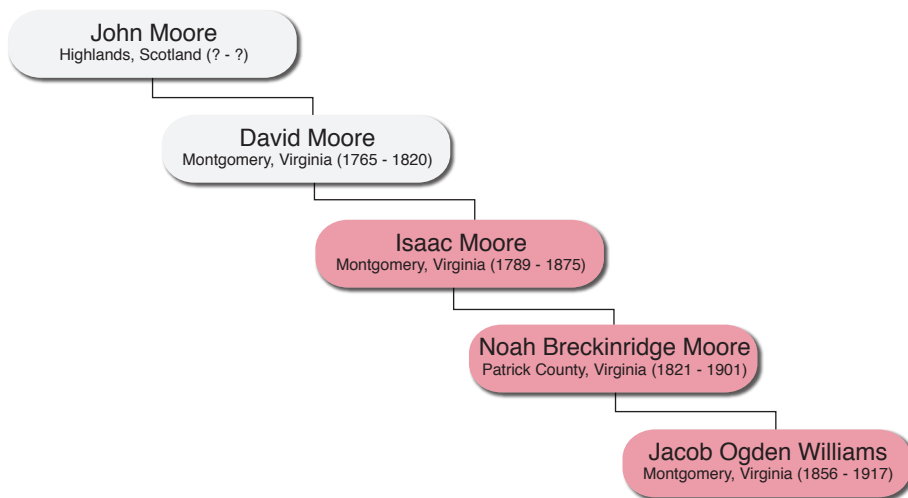 John Moore
Highlands, Scotland (? - ?)
David Moore
Montgomery, Virginia (1765 - 1820)
Isaac Moore
Montgomery, Virginia (1789 - 1875)
Noah Breckinridge Moore
Patrick County, Virginia (1821 - 1901)
Jacob Ogden Williams
Montgomery, Virginia (1856 - 1917)